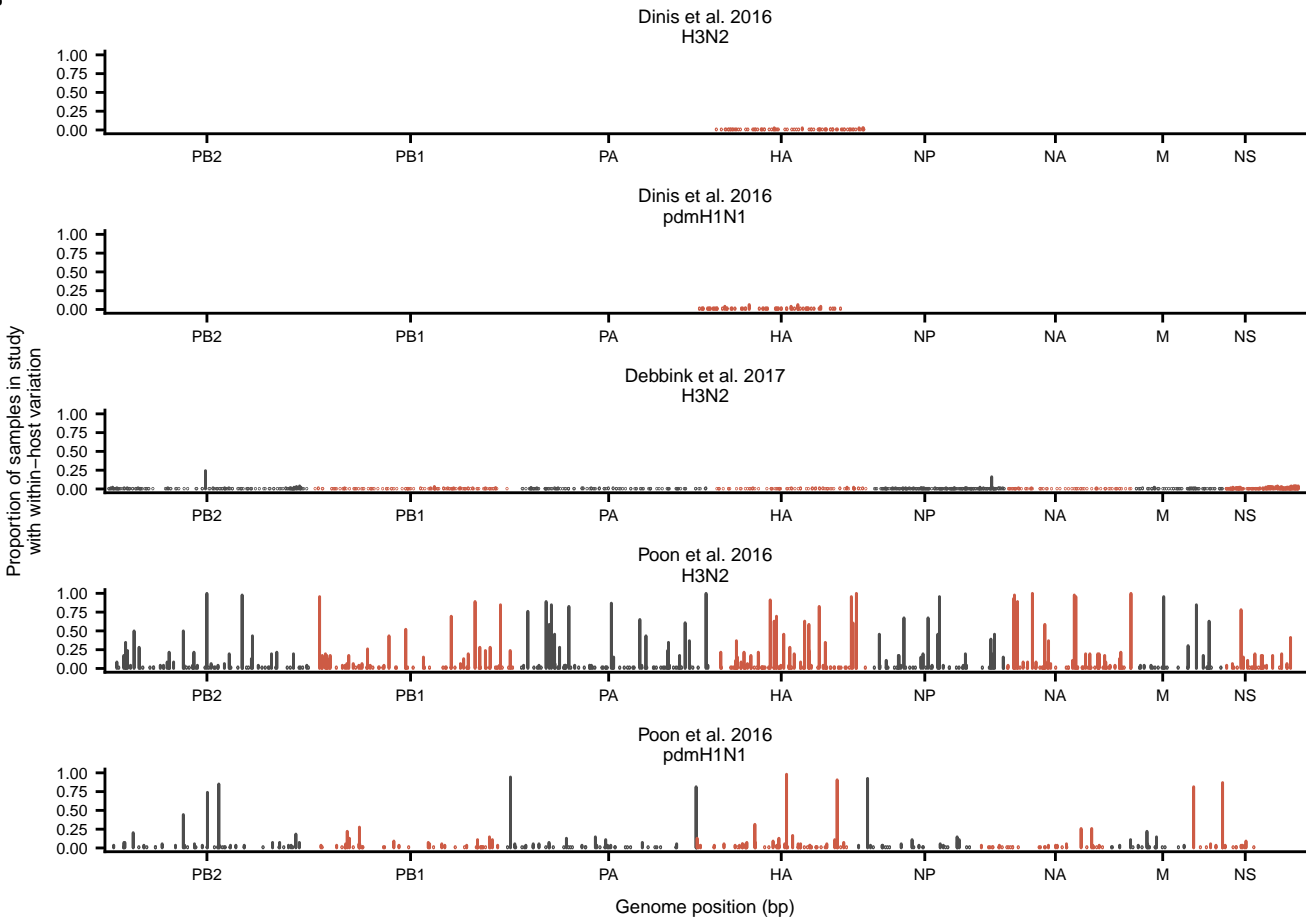 Dinis et al. 2016
H3N2
1.00
0.75
0.50
0.25
0.00
PB2 PB1 PA HA NP NA M NS
Dinis et al. 2016
pdmH1N1
1.00
0.75
0.50
0.25
0.00
PB2 PB1 PA HA NP NA M NS
Proportion of samples in study
with within−host variation
Debbink et al. 2017
H3N2
1.00
0.75
0.50
0.25
0.00
PB2 PB1 PA HA NP NA M NS
Poon et al. 2016
H3N2
1.00
0.75
0.50
0.25
0.00
PB2 PB1 PA HA NP NA M NS
Poon et al. 2016
pdmH1N1
1.00
0.75
0.50
0.25
0.00
PB2 PB1 PA HA NP NA M NS
Genome position (bp)